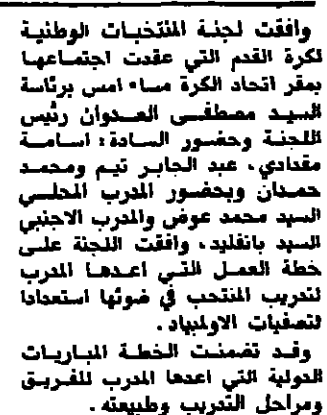 وافقت لجنة المنتخبات الوطنية
لكرة القدم التي عقدت اجتماعها
بمقر اتحاد الكرة مساء امس برئاسة
السيد مصطفى العدوان رئيس
اللجنة وحضور السادة: اسامة
مقدادي، عبد الجابر تيم ومحمد
حمدان وبحضور المدرب المحلي
السيد محمد عوض والمدرب الاجنبي
السيد بانفليد، وافقت اللجنة على
خطة العمل التي اعدها المدرب
لتدريب المنتخب في ضوئها استعدادا
لتصفيات الاولمبياد.
وقد تضمنت الخطة المباريات
الدولية التي اعدها المدرب للفريق
ومراحل التدريب وطبيعته.